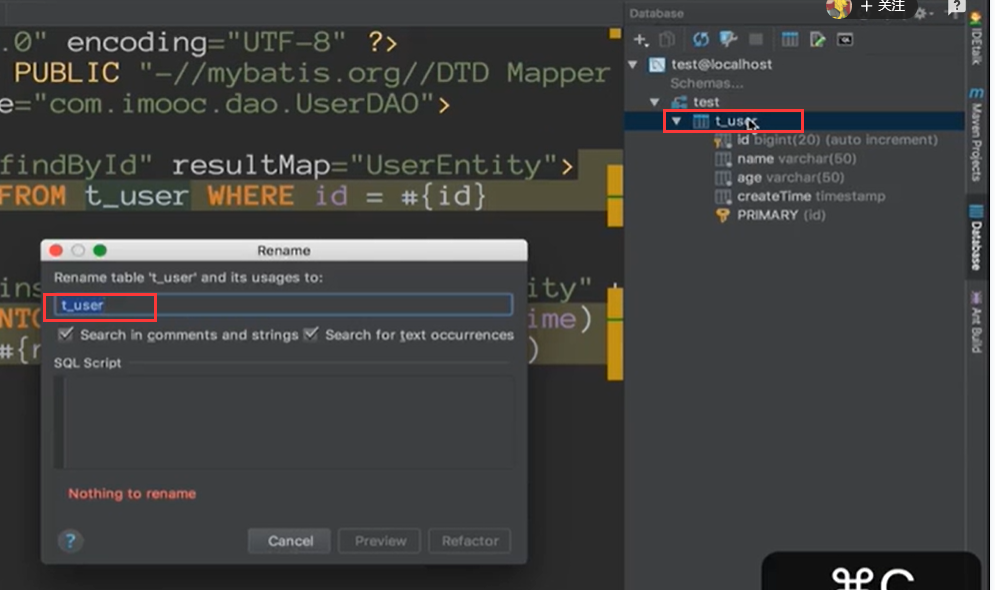 .0" encoding="UTF-8" ?>
PUBLIC "-//mybatis.org//DTD Mapper
e="com.imooc.dao.UserDAO">
findById" resultMap="UserEntity">
FROM t_user WHERE id = #{id}
ins
ity"
NTO
ime)
#{
)
Rename
Rename table 't_user' and its usages to:
t_user
Search in comments and strings
Search for text occurrences
SQL Script
Nothing to rename
?
Cancel
Preview
Refactor
Database
+ 关注
?
test@localhost
Schemas...
test
t_user
id bigint(20) (auto increment)
name varchar(50)
age varchar(50)
createTime timestamp
PRIMARY (id)
IDEtalk
Maven Projects
Database
Ant Build
⌘C